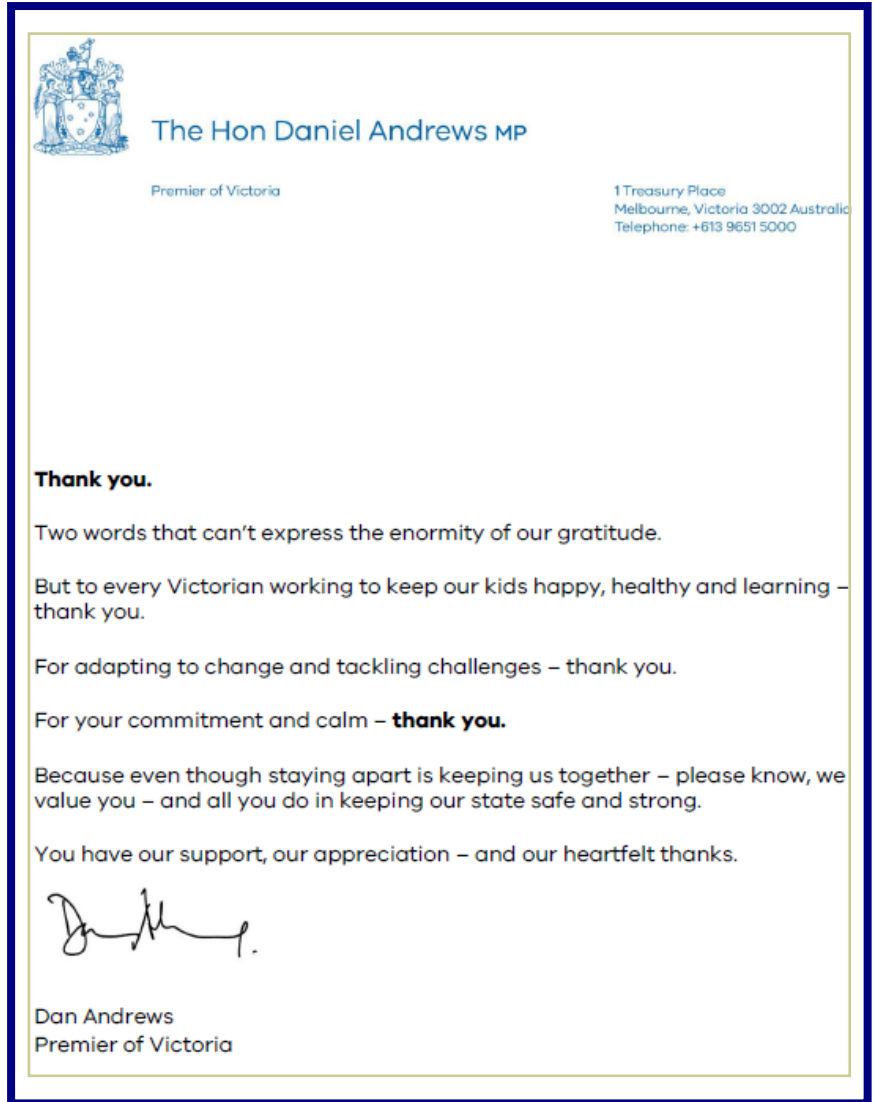 The Hon Daniel Andrews MP
Premier of Victoria
1 Treasury Place
Melbourne, Victoria 3002 Australia
Telephone: +613 9651 5000
Thank you.
Two words that can't express the enormity of our gratitude.
But to every Victorian working to keep our kids happy, healthy and learning –
thank you.
For adapting to change and tackling challenges – thank you.
For your commitment and calm – thank you.
Because even though staying apart is keeping us together – please know, we
value you – and all you do in keeping our state safe and strong.
You have our support, our appreciation – and our heartfelt thanks.
Dan Andrews
Premier of Victoria